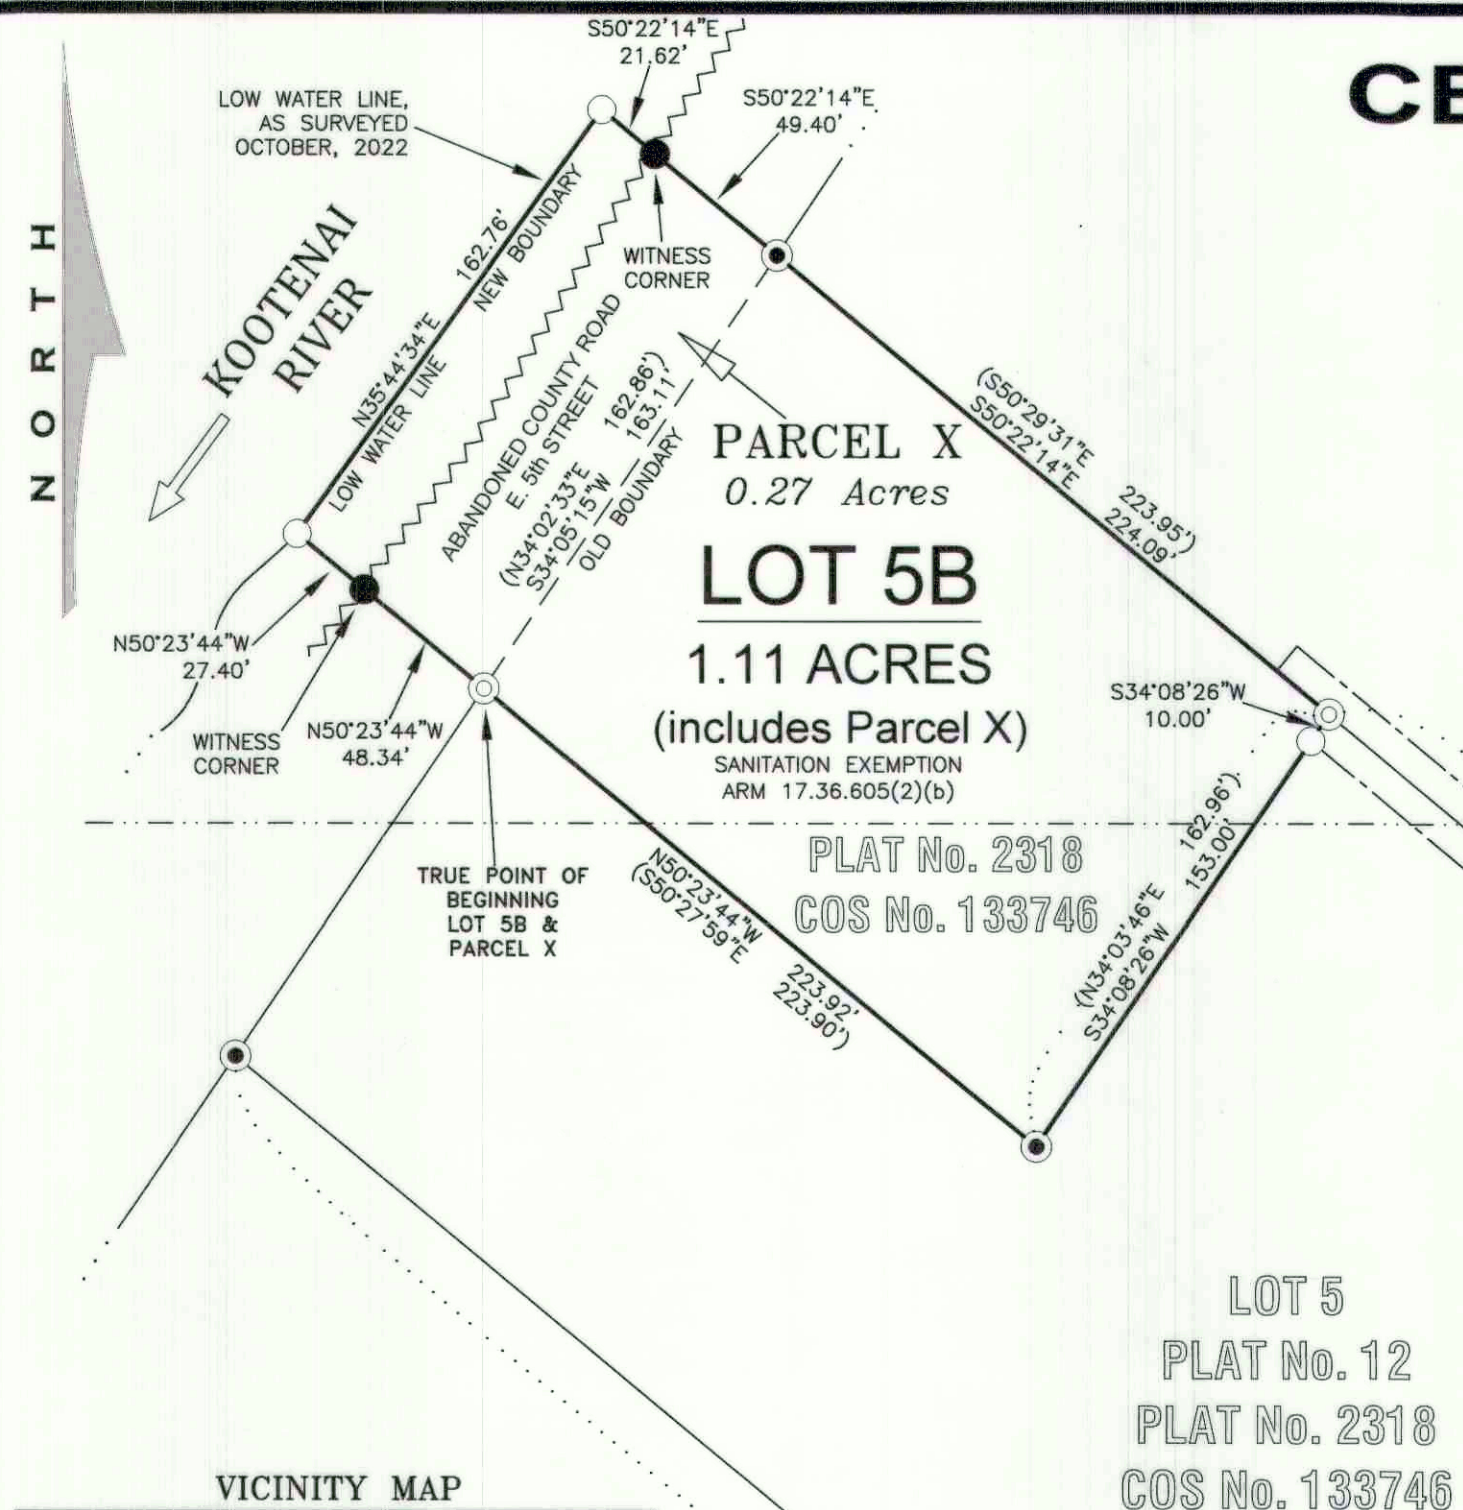 S50°22'14"E
21.62'
CE
LOW WATER LINE,
AS SURVEYED
OCTOBER, 2022
S50°22'14"E
49.40'
NORTH
KOOTENAI
RIVER
162.76'
NEW BOUNDARY
N35°44'34"E
LOW WATER LINE
WITNESS
CORNER
ABANDONED COUNTY ROAD
E. 5th STREET
(N34°02'33"E 162.86')
S34°05'15"W 163.11'
OLD BOUNDARY
(S50°29'31"E 223.95')
S50°22'14"E 224.09'
PARCEL X
0.27 Acres
LOT 5B
1.11 ACRES
(includes Parcel X)
SANITATION EXEMPTION
ARM 17.36.605(2)(b)
N50°23'44"W
27.40'
WITNESS
CORNER
N50°23'44"W
48.34'
S34°08'26"W
10.00'
TRUE POINT OF
BEGINNING
LOT 5B &
PARCEL X
PLAT No. 2318
COS No. 133746
N50°23'44"W 223.92'
(S50°27'59"E 223.90')
(N34°03'46"E 162.96')
S34°08'26"W 153.00'
LOT 5
PLAT No. 12
PLAT No. 2318
COS No. 133746
VICINITY MAP